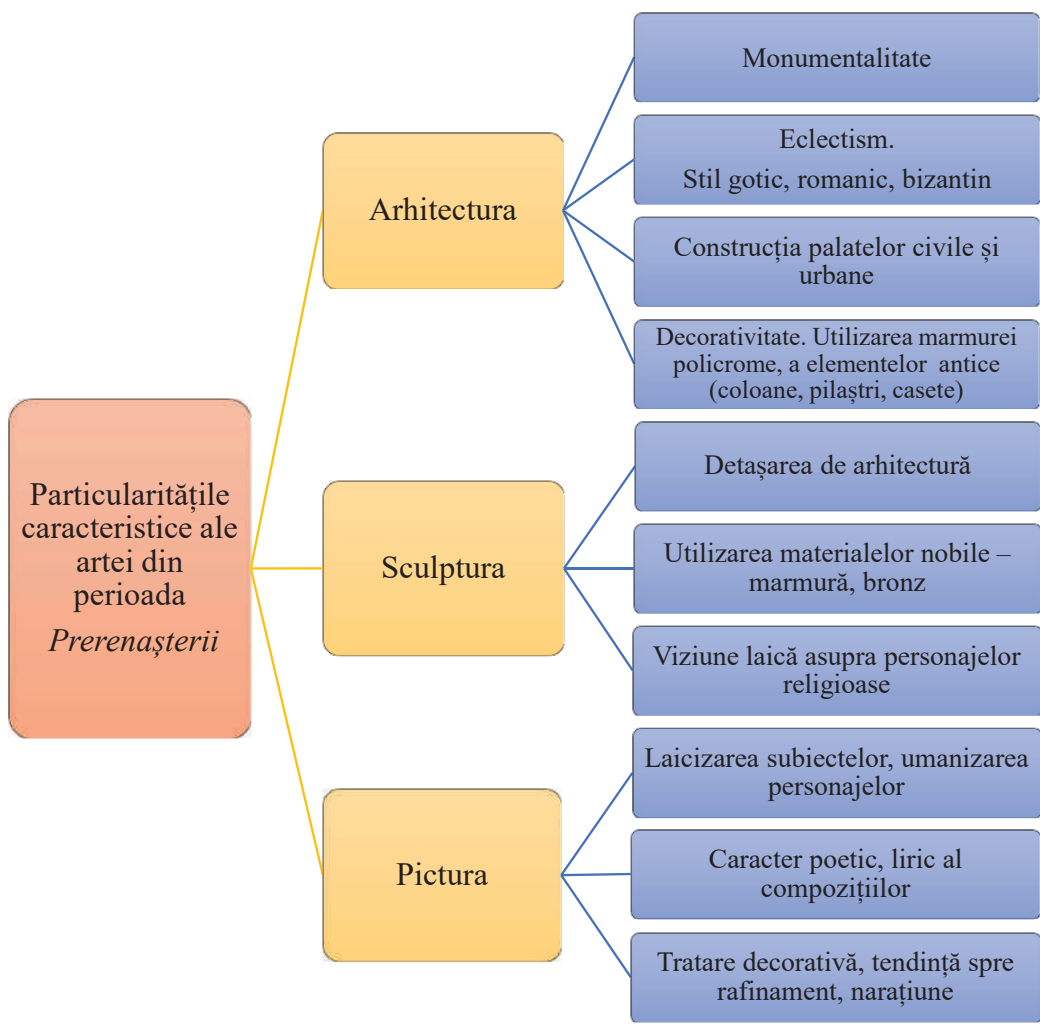 Particularitățile
caracteristice ale
artei din
perioada
Prerenașterii
Arhitectura
Monumentalitate
Eclectism.
Stil gotic, romanic, bizantin
Construcția palatelor civile și
urbane
Decorativitate. Utilizarea marmurei
policrome, a elementelor antice
(coloane, pilaștri, casete)
Sculptura
Detașarea de arhitectură
Utilizarea materialelor nobile –
marmură, bronz
Viziune laică asupra personajelor
religioase
Pictura
Laicizarea subiectelor, umanizarea
personajelor
Caracter poetic, liric al
compozițiilor
Tratare decorativă, tendință spre
rafinament, narațiune